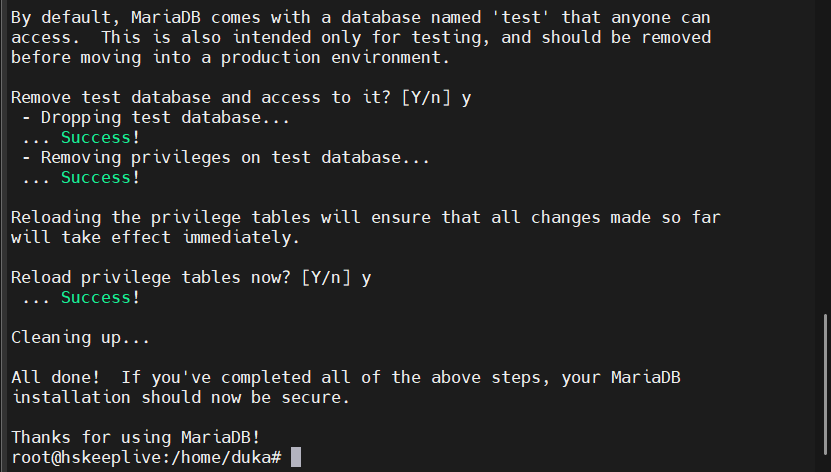 By default, MariaDB comes with a database named 'test' that anyone can
access.  This is also intended only for testing, and should be removed
before moving into a production environment.

Remove test database and access to it? [Y/n] y
 - Dropping test database...
 ... Success!
 - Removing privileges on test database...
 ... Success!

Reloading the privilege tables will ensure that all changes made so far
will take effect immediately.

Reload privilege tables now? [Y/n] y
 ... Success!

Cleaning up...

All done!  If you've completed all of the above steps, your MariaDB
installation should now be secure.

Thanks for using MariaDB!
root@hskeeplive:/home/duka#